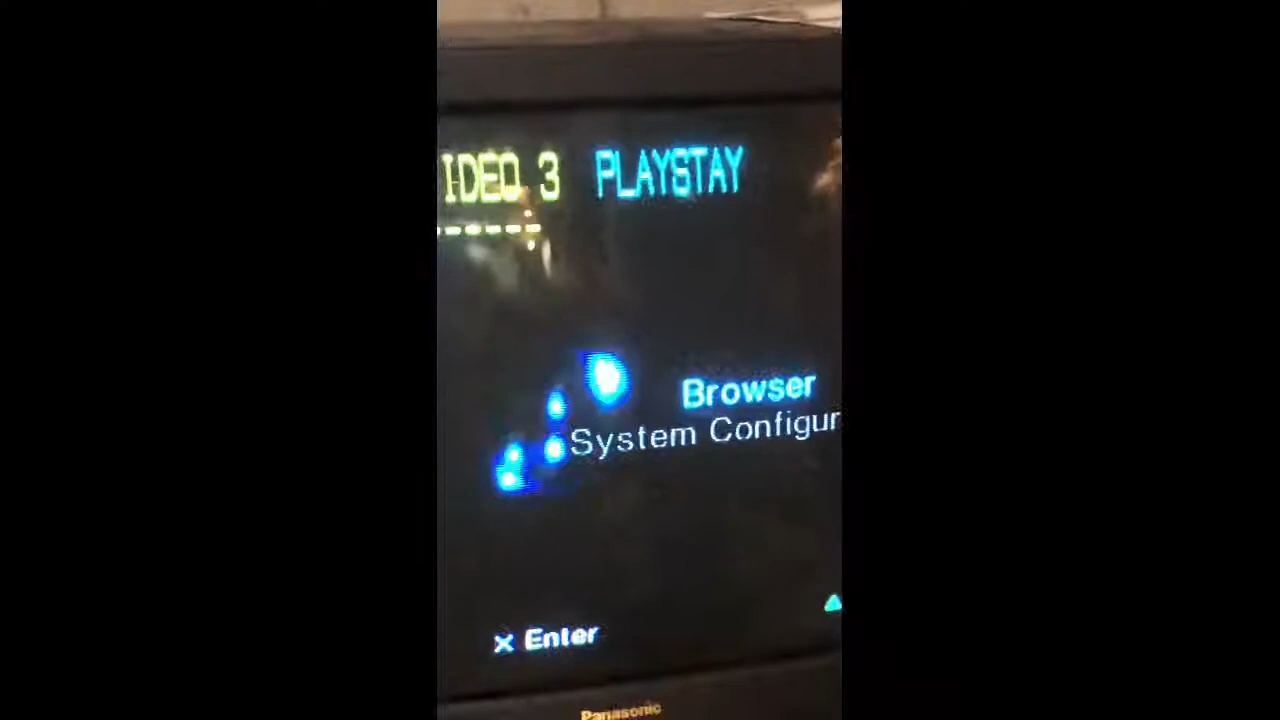 IDEO 3 PLAYSTAY
Browser
System Configur
× Enter
Panasonic